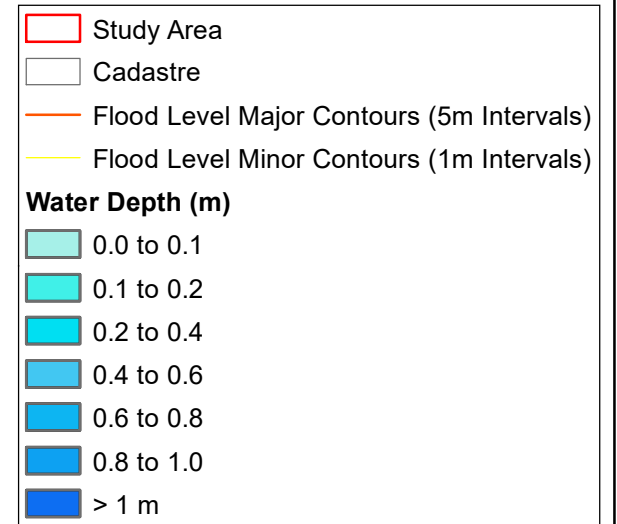 Study Area
Cadastre
Flood Level Major Contours (5m Intervals)
Flood Level Minor Contours (1m Intervals)
Water Depth (m)
0.0 to 0.1
0.1 to 0.2
0.2 to 0.4
0.4 to 0.6
0.6 to 0.8
0.8 to 1.0
> 1 m